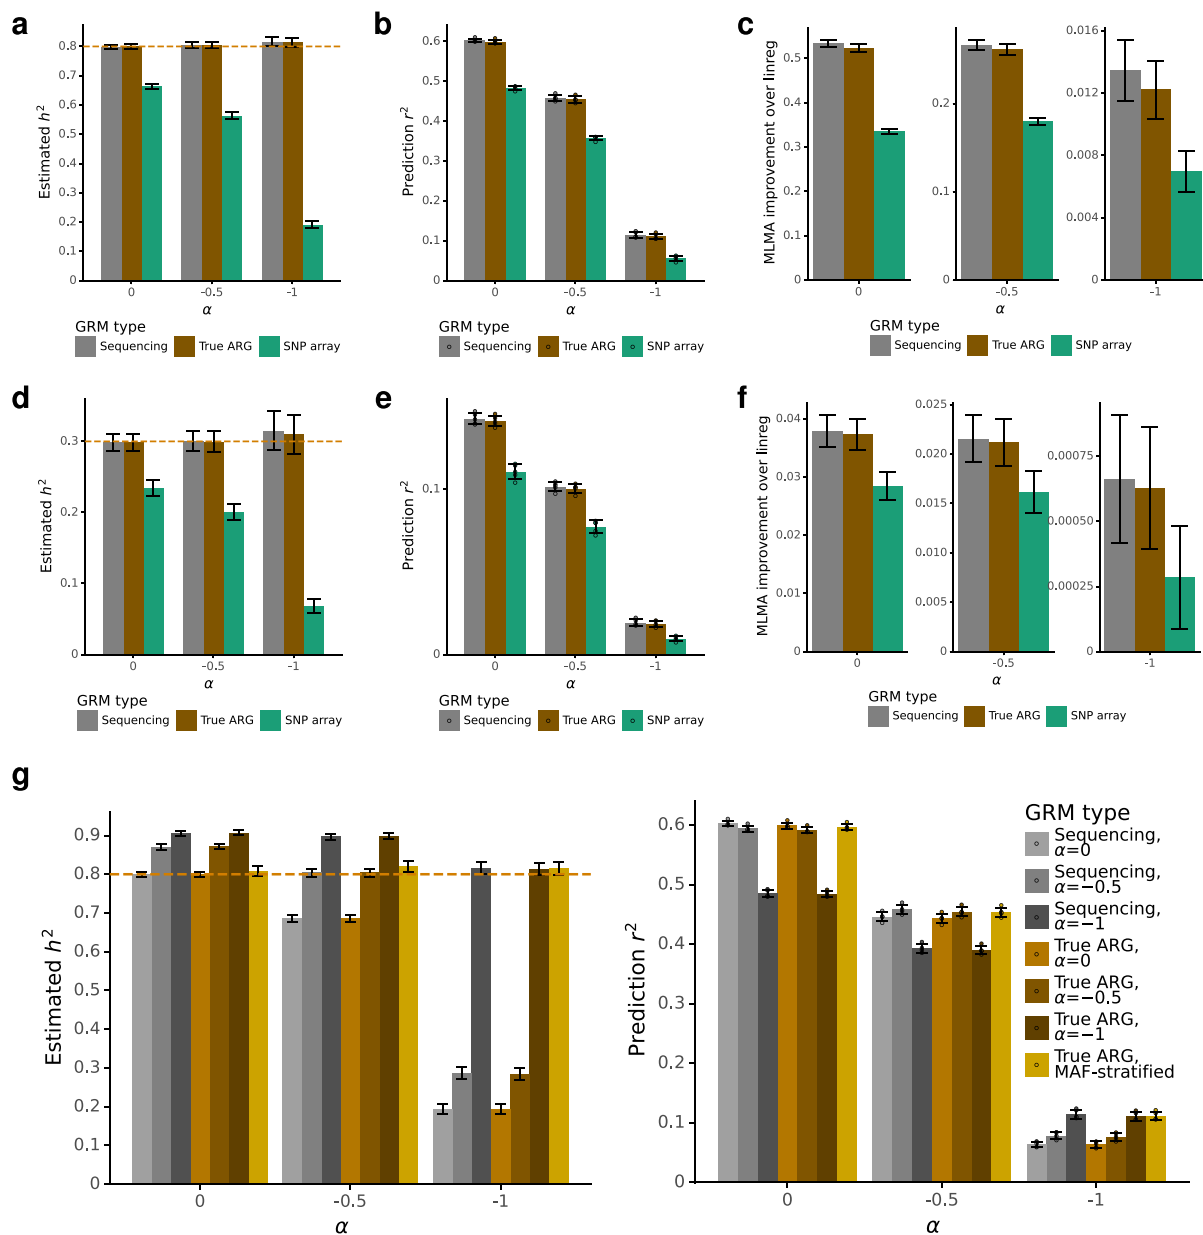 a
Estimated h²
0.8
0.7
0.6
0.5
0.4
0.3
0.2
0.1
0
0
-0.5
-1
α
GRM type
Sequencing
True ARG
SNP array
b
Prediction r²
0.6
0.5
0.4
0.3
0.2
0.1
0
0
-0.5
-1
α
GRM type
Sequencing
True ARG
SNP array
c
MLMA improvement over linreg
0.5
0.4
0.3
0.2
0.1
0
0
0.2
0.1
0
-0.5
0.016
0.012
0.008
0.004
0
-1
α
GRM type
Sequencing
True ARG
SNP array
d
Estimated h²
0.3
0.2
0.1
0
0
-0.5
-1
α
GRM type
Sequencing
True ARG
SNP array
e
Prediction r²
0.1
0
0
-0.5
-1
α
GRM type
Sequencing
True ARG
SNP array
f
MLMA improvement over linreg
0.04
0.03
0.02
0.01
0.00
0
0.025
0.020
0.015
0.010
0.005
0
-0.5
0.00075
0.00050
0.00025
0
-1
α
GRM type
Sequencing
True ARG
SNP array
g
Estimated h²
0.9
0.8
0.7
0.6
0.5
0.4
0.3
0.2
0.1
0
0
-0.5
-1
α
Prediction r²
0.6
0.5
0.4
0.3
0.2
0.1
0
0
-0.5
-1
α
GRM type
Sequencing,
α=0
Sequencing,
α=−0.5
Sequencing,
α=−1
True ARG,
α=0
True ARG,
α=−0.5
True ARG,
α=−1
True ARG,
MAF-stratified